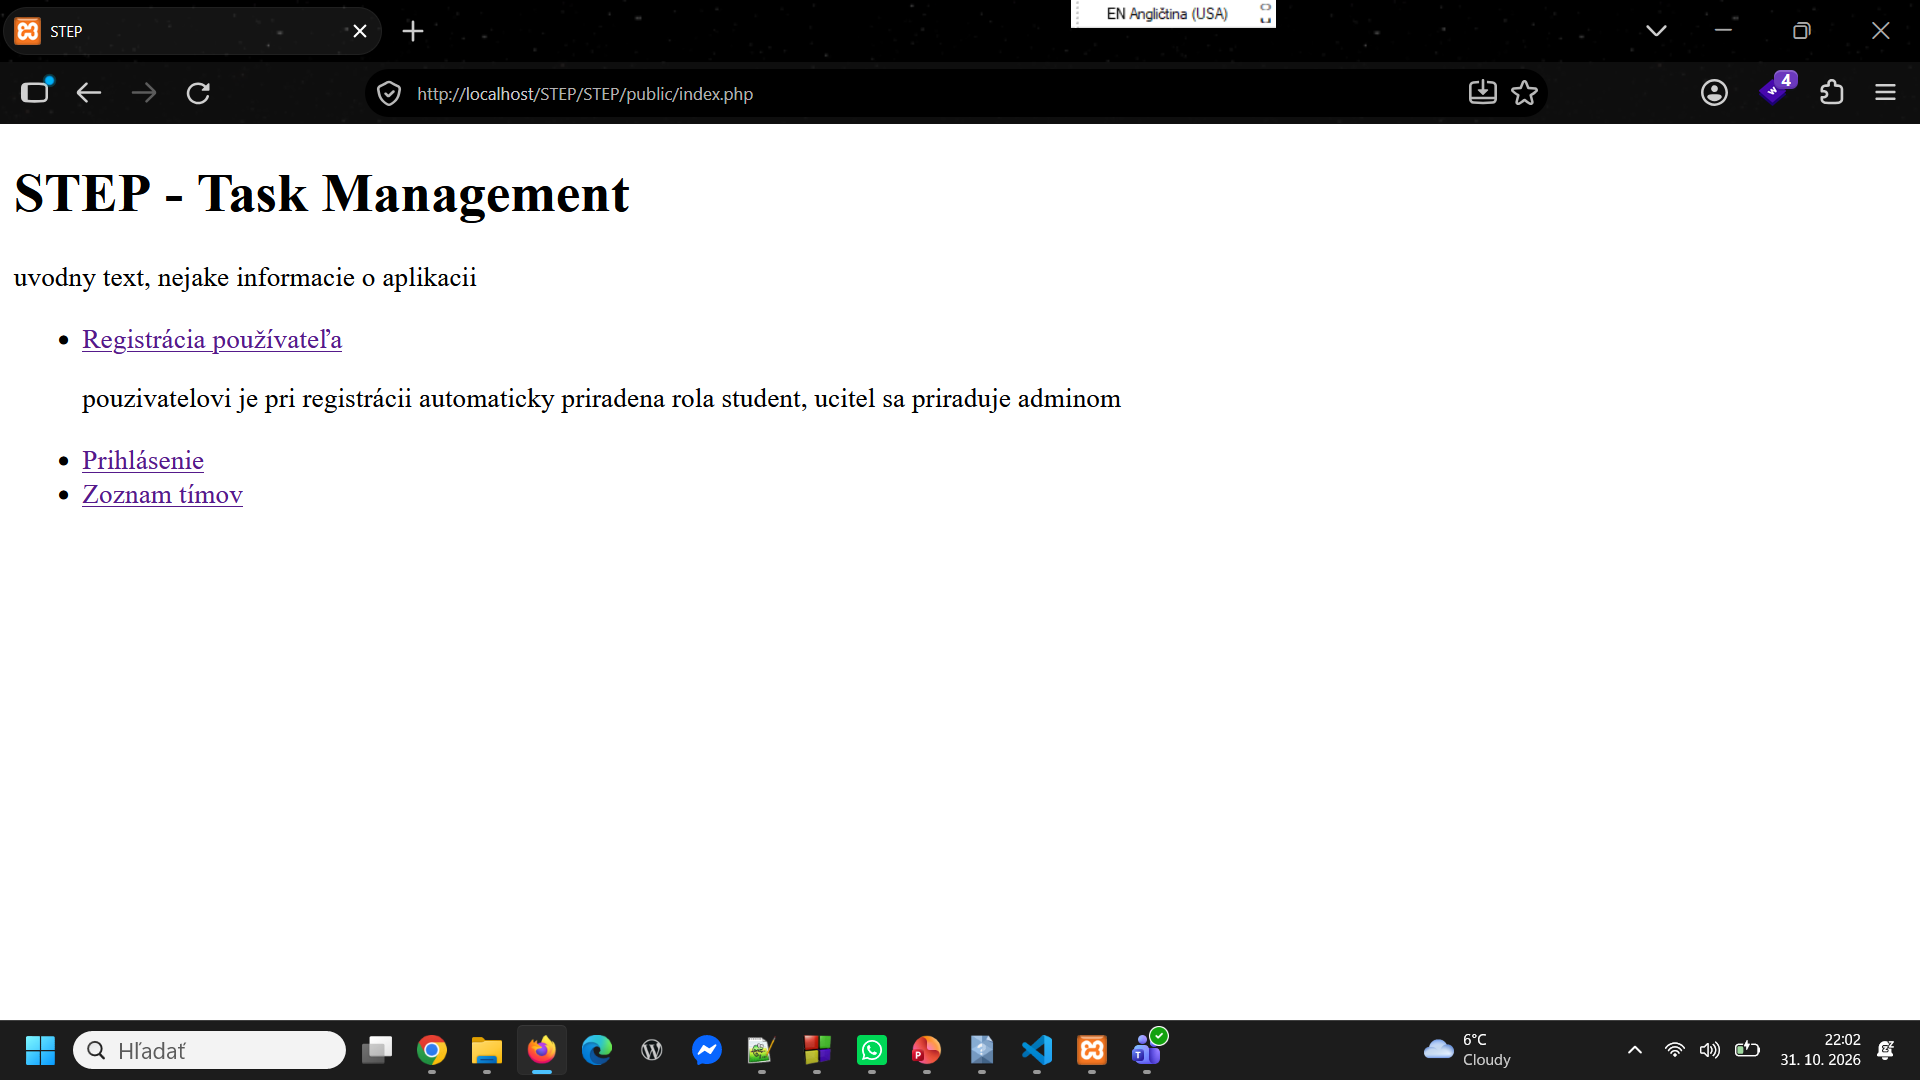 STEP
EN Angličtina (USA)
http://localhost/STEP/STEP/public/index.php
4
STEP - Task Management
uvodny text, nejake informacie o aplikacii
Registrácia používateľa
pouzivatelovi je pri registrácii automaticky priradena rola student, ucitel sa priraduje adminom
Prihlásenie
Zoznam tímov
Hľadať
6°C
Cloudy
22:02
31. 10. 2026